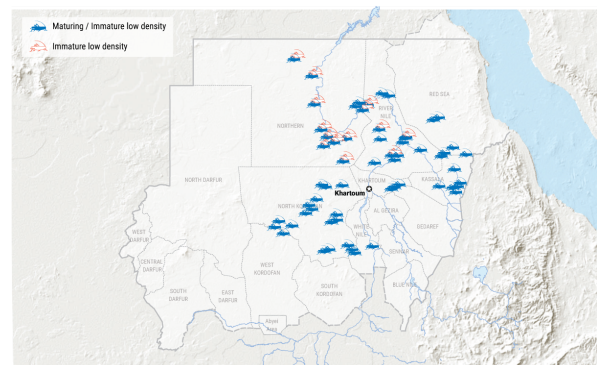 Maturing / Immature low density
Immature low density
RED SEA
RIVER
NILE
NORTHERN
NORTH DARFUR
KHARTOUM
KASSALA
Khartoum
NORTH KORDOFAN
AL GEZIRA
WHITE
NILE
GEDAREF
WEST
DARFUR
SENNAR
CENTRAL
DARFUR
WEST
KORDOFAN
BLUE NILE
SOUTH
DARFUR
EAST
DARFUR
SOUTH
KORDOFAN
Abyei
Area